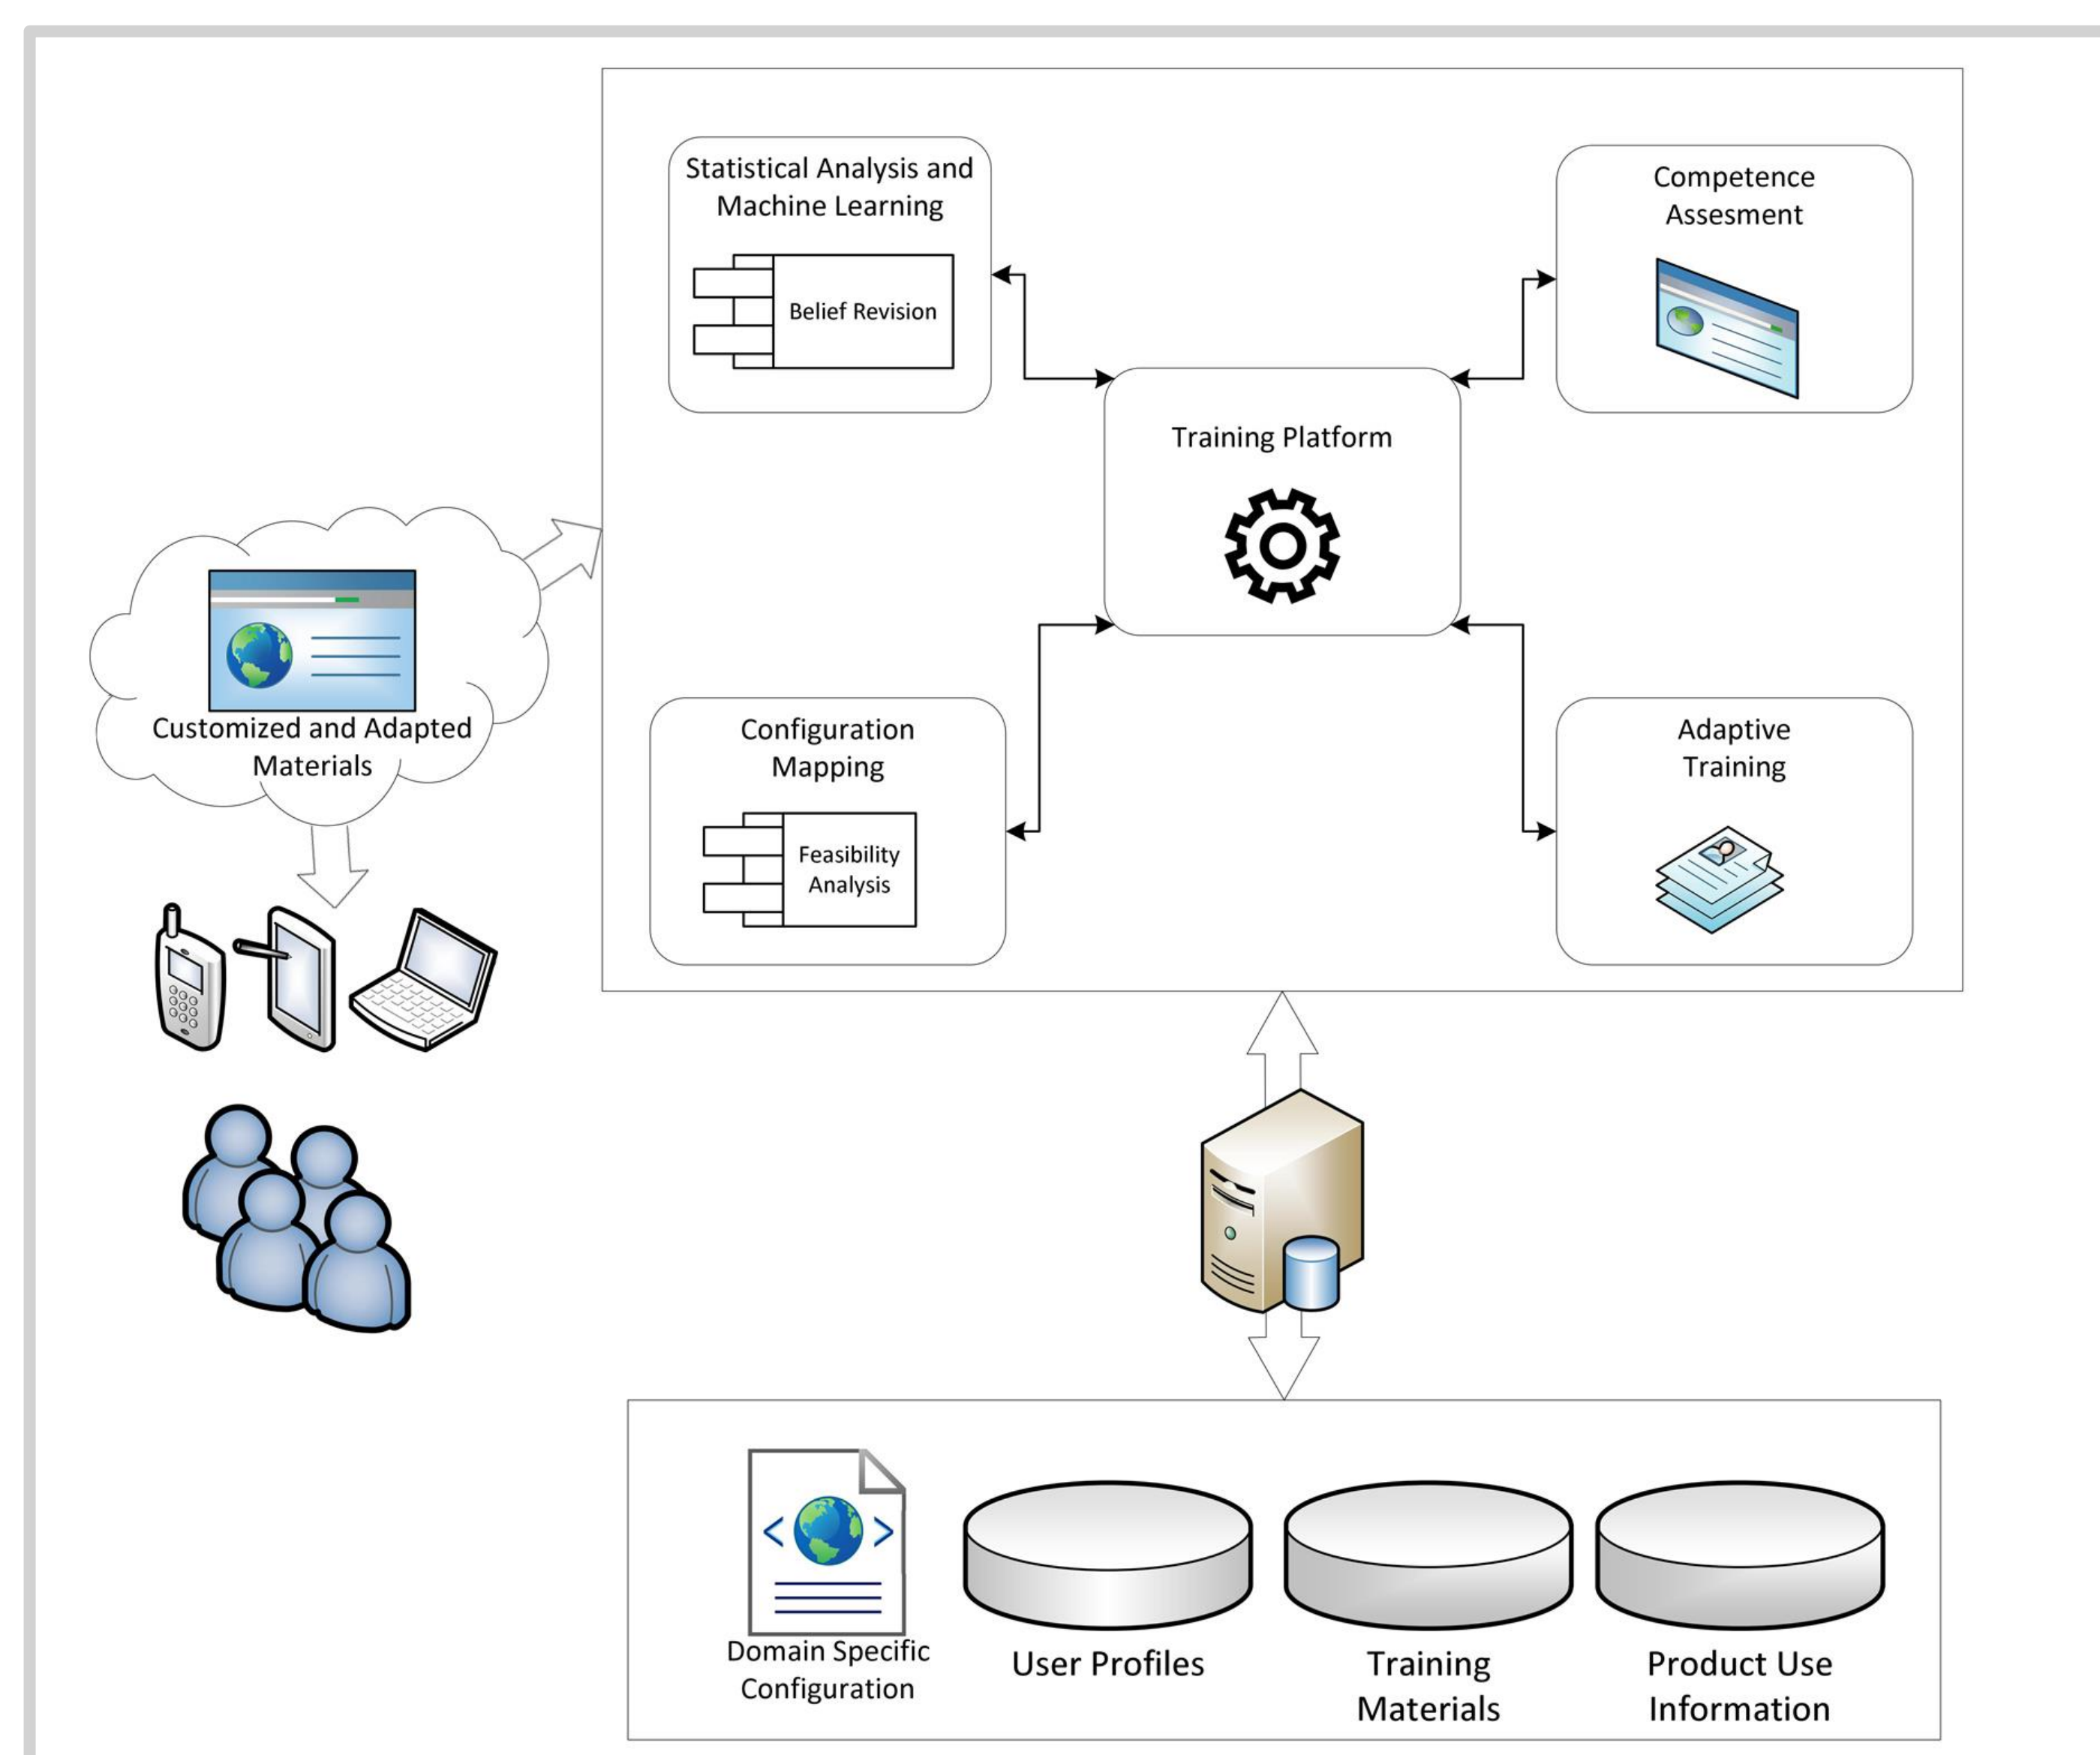 Statistical Analysis and
Machine Learning
Belief Revision
Competence
Assesment
Training Platform
Customized and Adapted
Materials
Configuration
Mapping
Feasibility
Analysis
Adaptive
Training
Domain Specific
Configuration
User Profiles
Training
Materials
Product Use
Information